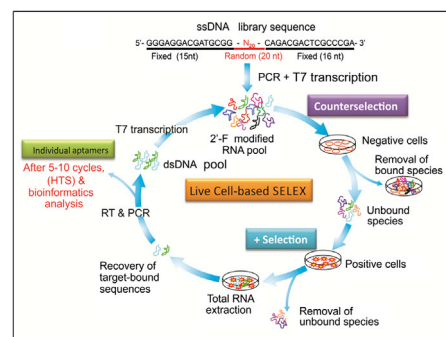 ssDNA library sequence
5'- GGGAGGACGATGCGG - N20 - CAGACGACTCGCCCGA-3'
Fixed (15nt) Random (20 nt) Fixed (16 nt)
PCR + T7 transcription
Counterselection
T7 transcription
2'-F modified
RNA pool
Negative cells
Individual aptamers
dsDNA pool
Removal of
bound species
After 5-10 cycles,
(HTS) &
bioinformatics
analysis
Live Cell-based SELEX
RT & PCR
Unbound
species
+ Selection
Positive cells
Recovery of
target-bound
sequences
Total RNA
extraction
Removal of
unbound species